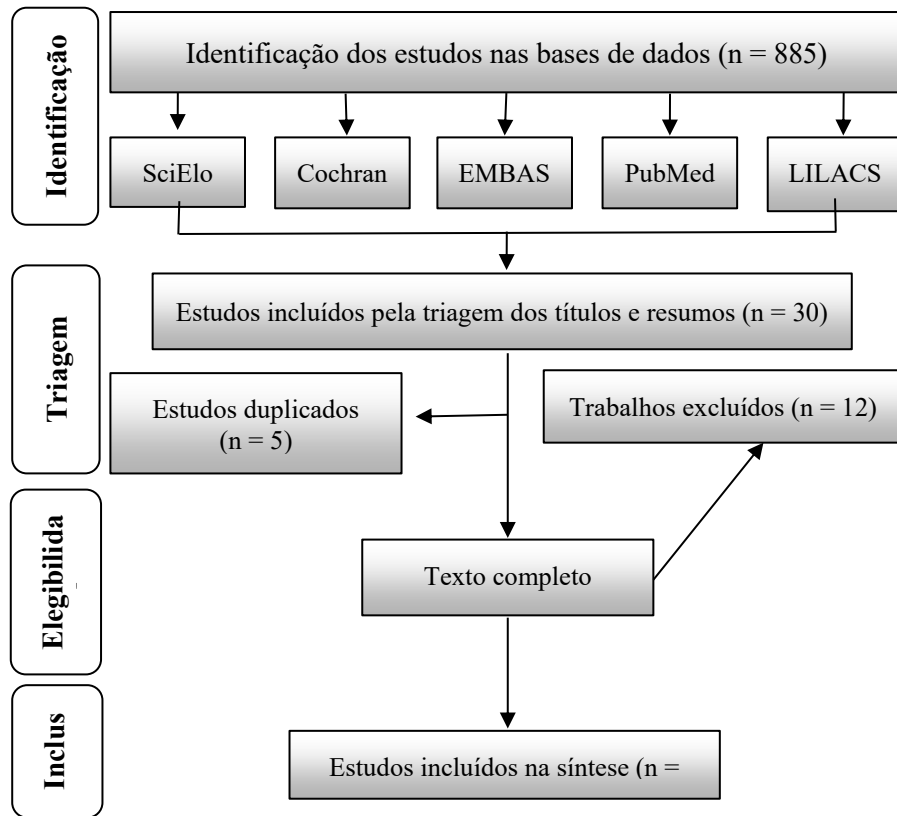 Identificação
Identificação dos estudos nas bases de dados (n = 885)
SciElo
Cochran
EMBAS
PubMed
LILACS
Triagem
Estudos incluídos pela triagem dos títulos e resumos (n = 30)
Estudos duplicados
(n = 5)
Trabalhos excluídos (n = 12)
Elegibilida
Texto completo
Inclus
Estudos incluídos na síntese (n =